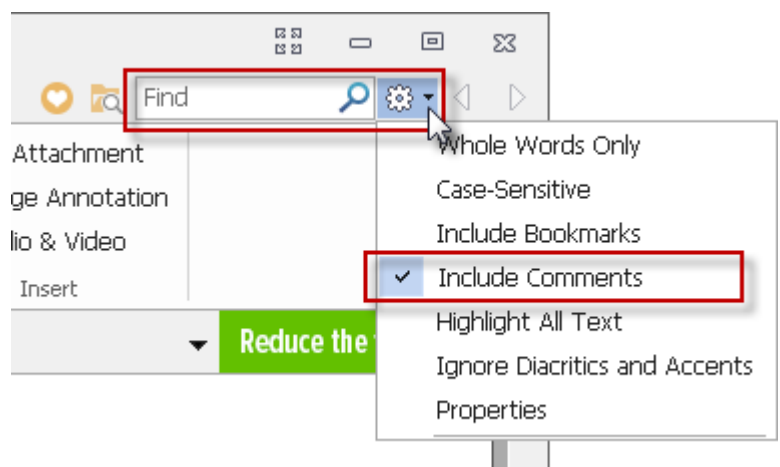 Find
Attachment
ge Annotation
lio & Video
Insert
Reduce the
Whole Words Only
Case-Sensitive
Include Bookmarks
Include Comments
Highlight All Text
Ignore Diacritics and Accents
Properties